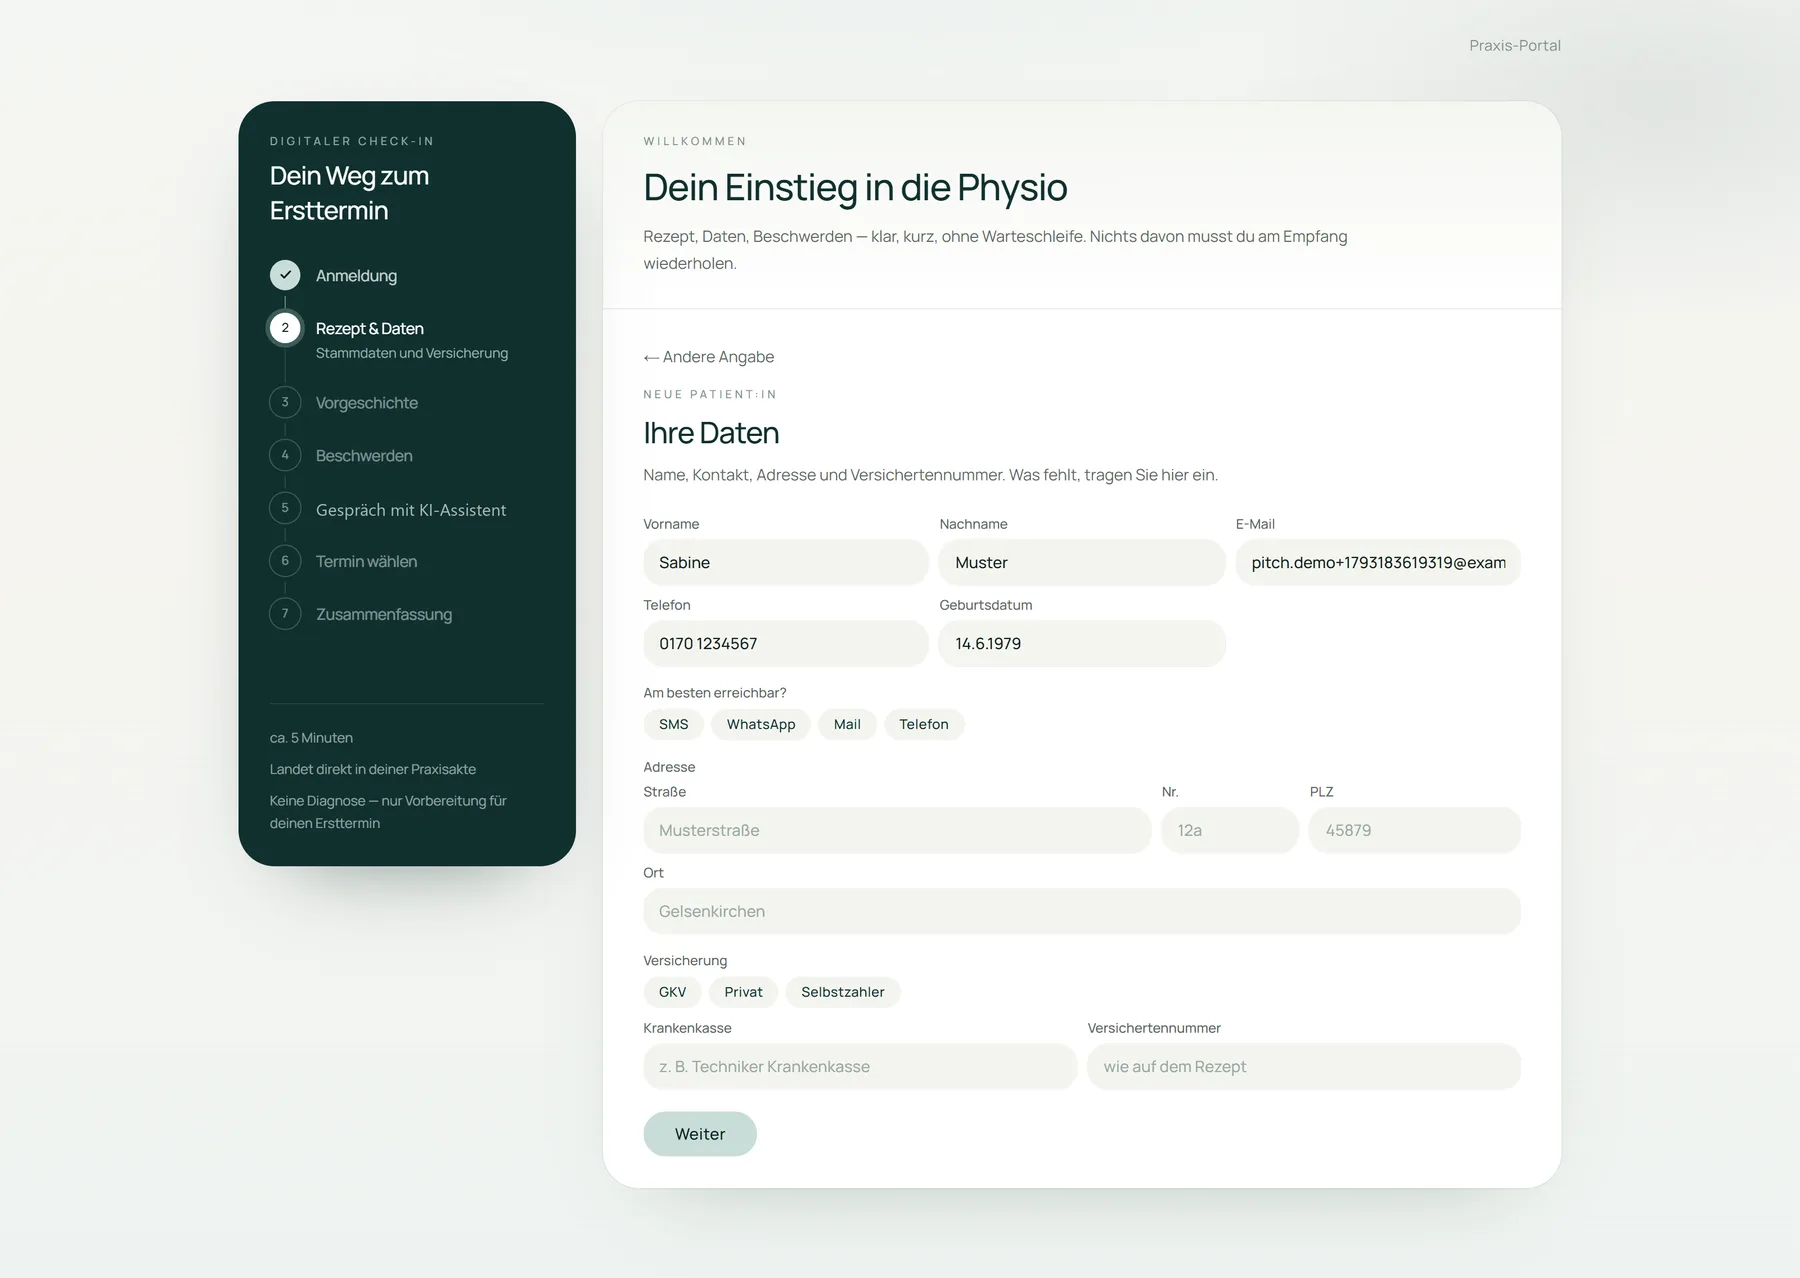 Praxis-Portal
DIGITALER CHECK-IN
Dein Weg zum
Ersttermin
Anmeldung
2
Rezept & Daten
Stammdaten und Versicherung
3
Vorgeschichte
4
Beschwerden
5
Gespräch mit KI-Assistent
6
Termin wählen
7
Zusammenfassung
ca. 5 Minuten
Landet direkt in deiner Praxisakte
Keine Diagnose — nur Vorbereitung für
deinen Ersttermin
WILLKOMMEN
Dein Einstieg in die Physio
Rezept, Daten, Beschwerden — klar, kurz, ohne Warteschleife. Nichts davon musst du am Empfang
wiederholen.
← Andere Angabe
NEUE PATIENT:IN
Ihre Daten
Name, Kontakt, Adresse und Versichertennummer. Was fehlt, tragen Sie hier ein.
Vorname Nachname E-Mail
Sabine Muster pitch.demo+1793183619319@exam
Telefon Geburtsdatum
0170 1234567 14.6.1979
Am besten erreichbar?
SMS WhatsApp Mail Telefon
Adresse
Straße Nr. PLZ
Musterstraße 12a 45879
Ort
Gelsenkirchen
Versicherung
GKV Privat Selbstzahler
Krankenkasse Versichertennummer
z. B. Techniker Krankenkasse wie auf dem Rezept
Weiter